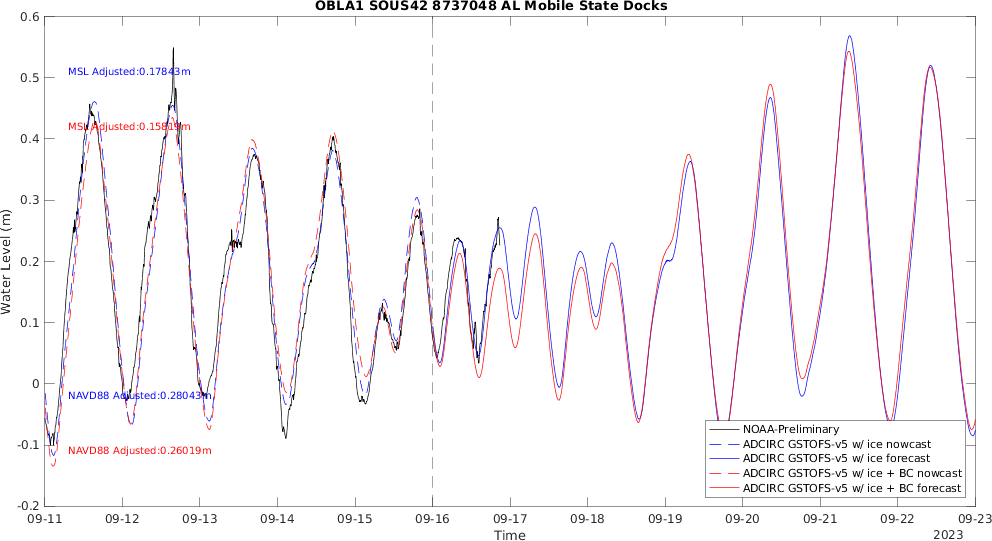 OBLA1 SOUS42 8737048 AL Mobile State Docks
Water Level (m)
0.6
0.5
0.4
0.3
0.2
0.1
0
-0.1
-0.2
MSL Adjusted:0.17843m
MSL Adjusted:0.15819m
NAVD88 Adjusted:0.28043m
NAVD88 Adjusted:0.26019m
NOAA-Preliminary
ADCIRC GSTOFS-v5 w/ ice nowcast
ADCIRC GSTOFS-v5 w/ ice forecast
ADCIRC GSTOFS-v5 w/ ice + BC nowcast
ADCIRC GSTOFS-v5 w/ ice + BC forecast
09-11 09-12 09-13 09-14 09-15 09-16 09-17 09-18 09-19 09-20 09-21 09-22 09-23
Time
2023